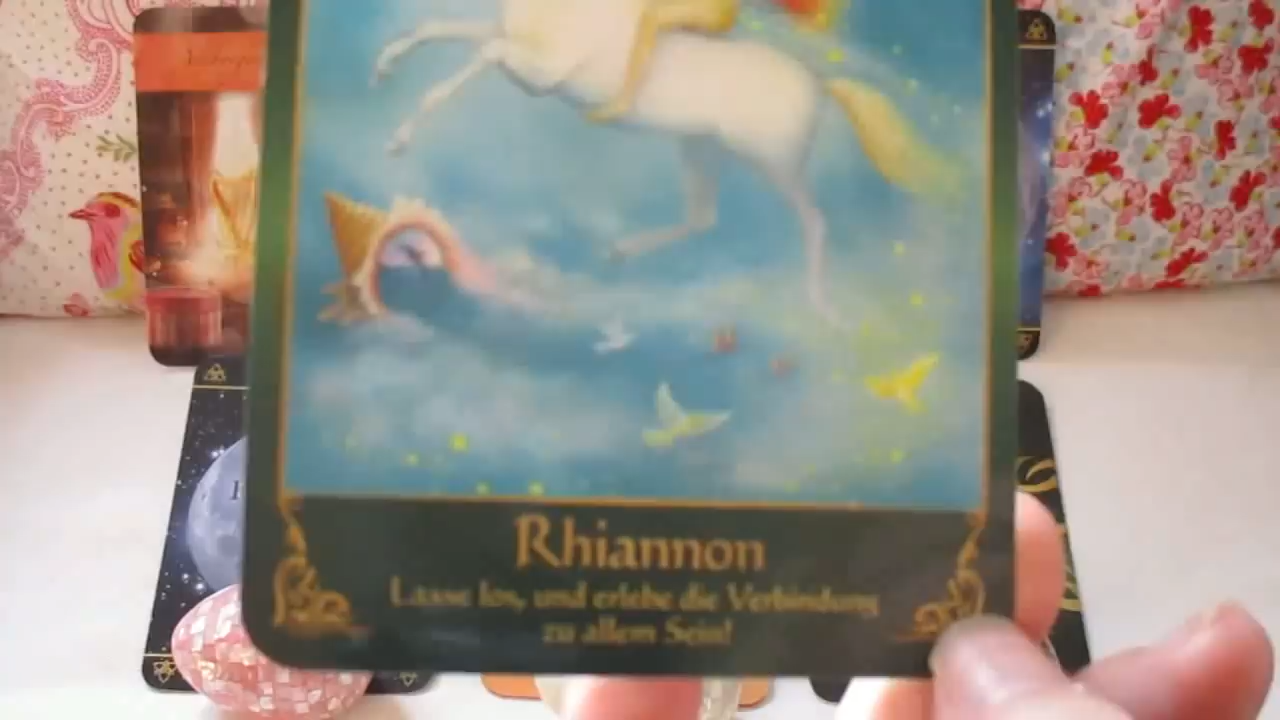 Rhiannon
Lasse los, und erlebe die Verbindung
zu allem Sein!